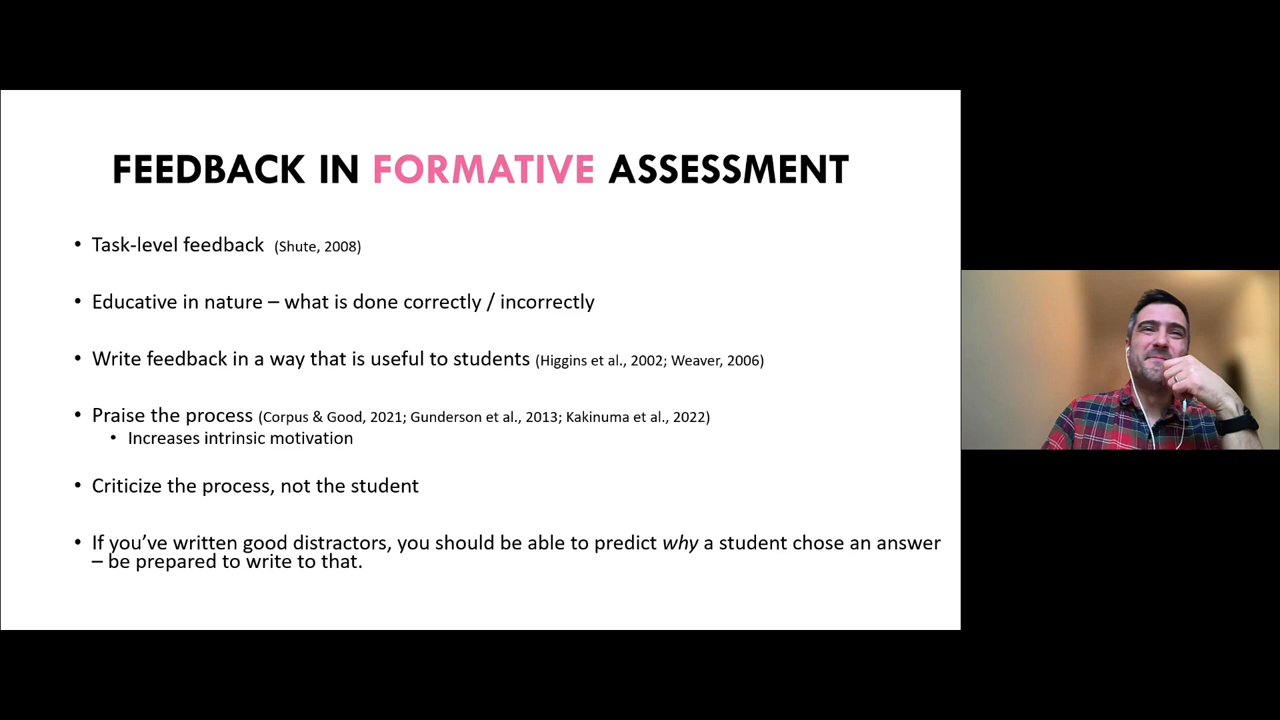 FEEDBACK IN FORMATIVE ASSESSMENT
• Task-level feedback (Shute, 2008)
• Educative in nature – what is done correctly / incorrectly
• Write feedback in a way that is useful to students (Higgins et al., 2002; Weaver, 2006)
• Praise the process (Corpus & Good, 2021; Gunderson et al., 2013; Kakinuma et al., 2022)
• Increases intrinsic motivation
• Criticize the process, not the student
• If you’ve written good distractors, you should be able to predict why a student chose an answer
– be prepared to write to that.